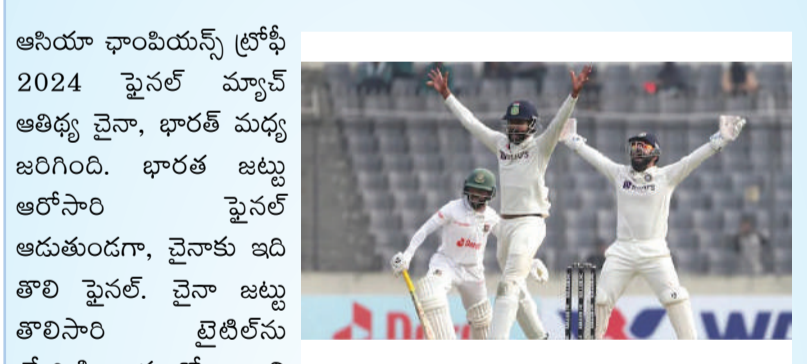 ఆసియా ఛాంపియన్స్ ట్రోఫీ
2024 ఫైనల్ మ్యాచ్
ఆతిథ్య చైనా, భారత్ మధ్య
జరిగింది. భారత జట్టు
ఆరోసారి ఫైనల్
ఆడుతుండగా, చైనాకు ఇది
తొలి ఫైనల్. చైనా జట్టు
తొలిసారి టైటిల్‌ను